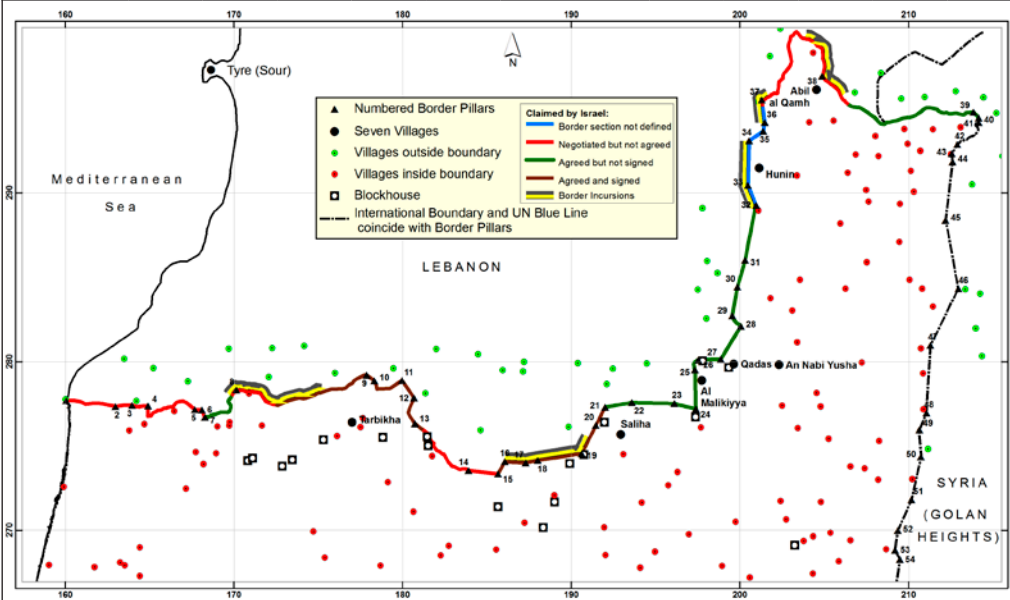 160 170 180 190 200 210
Tyre (Sour)
N
Mediterranean
Sea
LEBANON
Numbered Border Pillars
Seven Villages
Villages outside boundary
Villages inside boundary
Blockhouse
International Boundary and UN Blue Line
coincide with Border Pillars
Claimed by Israel:
Border section not defined
Negotiated but not agreed
Agreed but not signed
Agreed and signed
Border Incursions
290
280
270
38
Abil
al Qamh
37
36
35
34
33
32
Hunin
39
40
41
42
43
44
45
46
47
48
49
50
51
52
53
54
31
30
29
28
27
26
25
24
Qadas
An Nabi Yusha
Al
Malikiyya
23
22
21
20
Saliha
19
18
17
16
15
14
13
12
11
10
9
Tarbikha
7
6
5
4
3
2
SYRIA
(GOLAN
HEIGHTS)
160 170 180 190 200 210